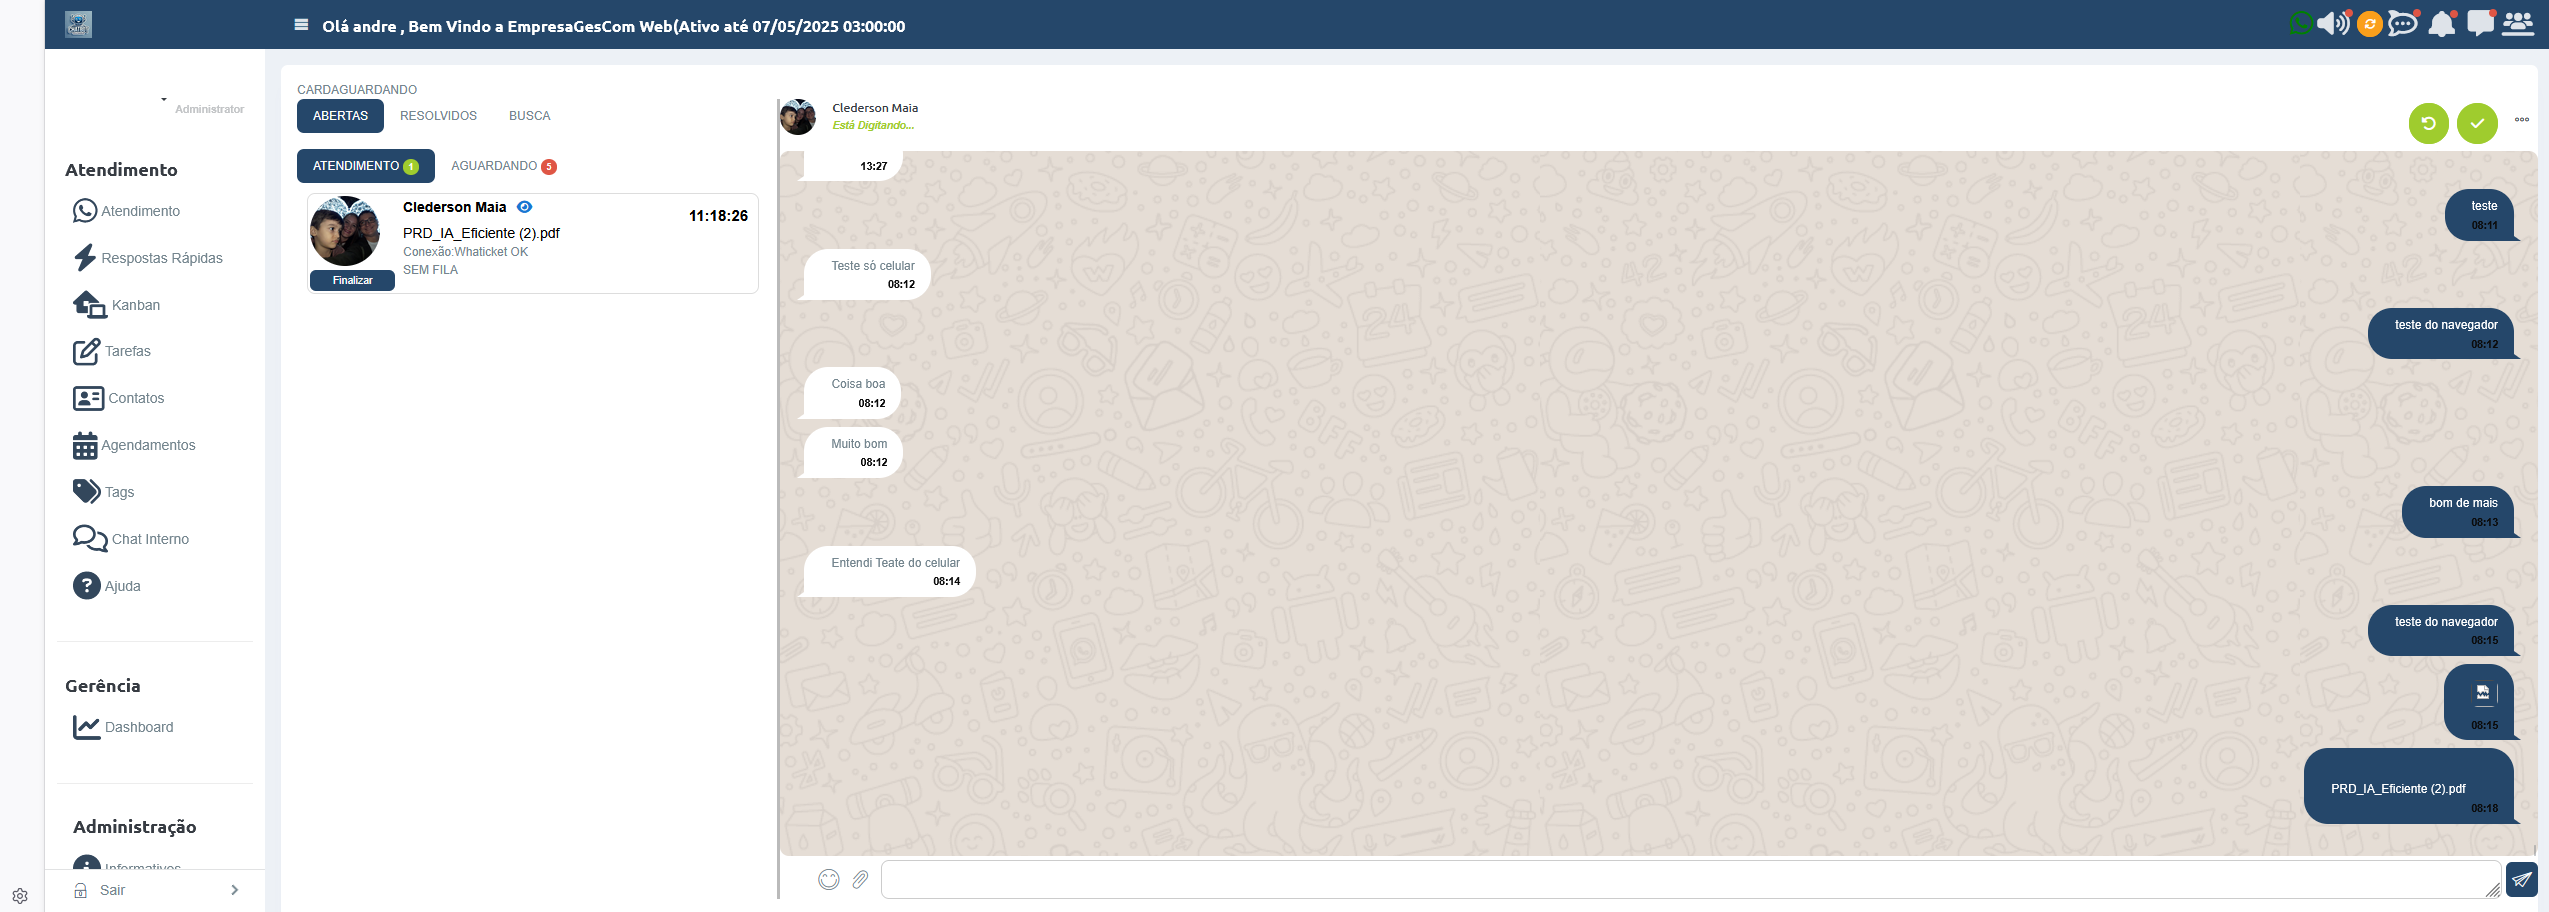 Olá andre , Bem Vindo a EmpresaGesCom Web(Ativo até 07/05/2025 03:00:00
Administrator
Atendimento
Atendimento
Respostas Rápidas
Kanban
Tarefas
Contatos
Agendamentos
Tags
Chat Interno
Ajuda
Gerência
Dashboard
Administração
Informativos
Sair
CARDAGUARDANDO
ABERTAS RESOLVIDOS BUSCA
ATENDIMENTO 1 AGUARDANDO 5
Clederson Maia
11:18:26
PRD_IA_Eficiente (2).pdf
Conexão:Whaticket OK
SEM FILA
Finalizar
Clederson Maia
Está Digitando...
13:27
teste
08:11
Teste só celular
08:12
teste do navegador
08:12
Coisa boa
08:12
Muito bom
08:12
bom de mais
08:13
Entendi Teate do celular
08:14
teste do navegador
08:15
08:15
PRD_IA_Eficiente (2).pdf
08:18